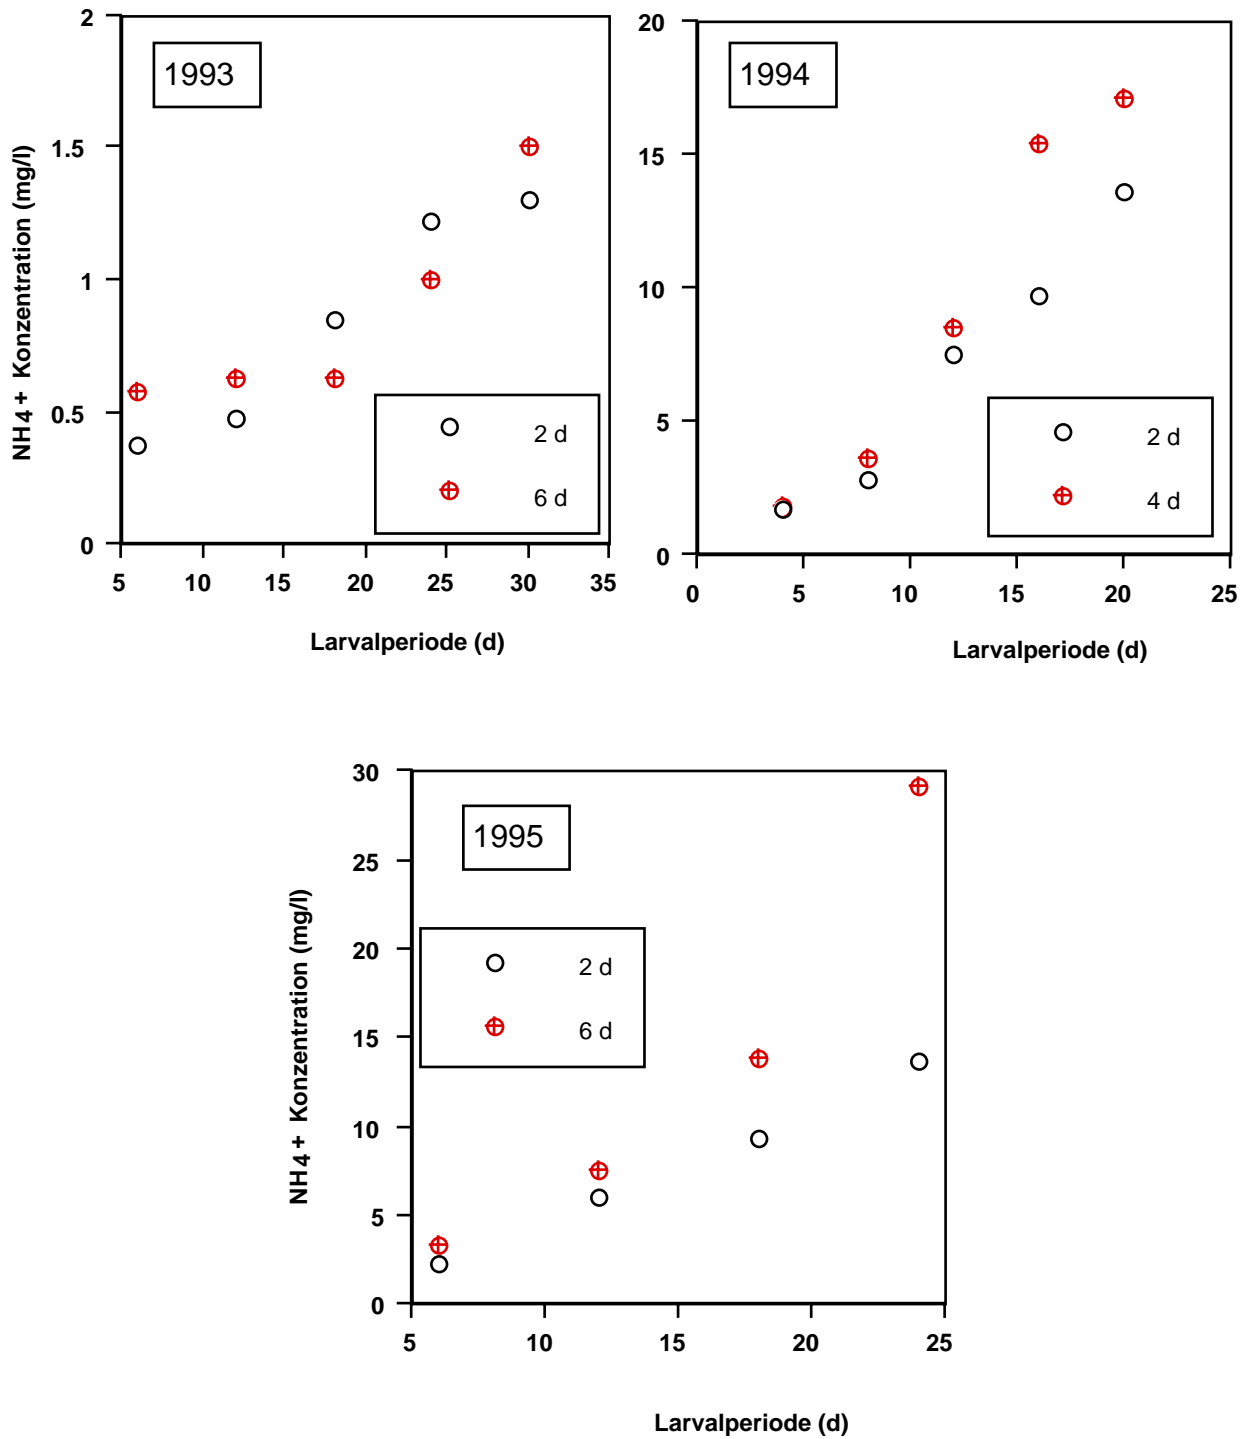 1993
2
1.5
1
0.5
0
NH4+ Konzentration (mg/l)
2 d
6 d
5 10 15 20 25 30 35
Larvalperiode (d)
1994
20
15
10
5
0
2 d
4 d
0 5 10 15 20 25
Larvalperiode (d)
1995
30
25
20
15
10
5
0
NH4+ Konzentration (mg/l)
2 d
6 d
5 10 15 20 25
Larvalperiode (d)